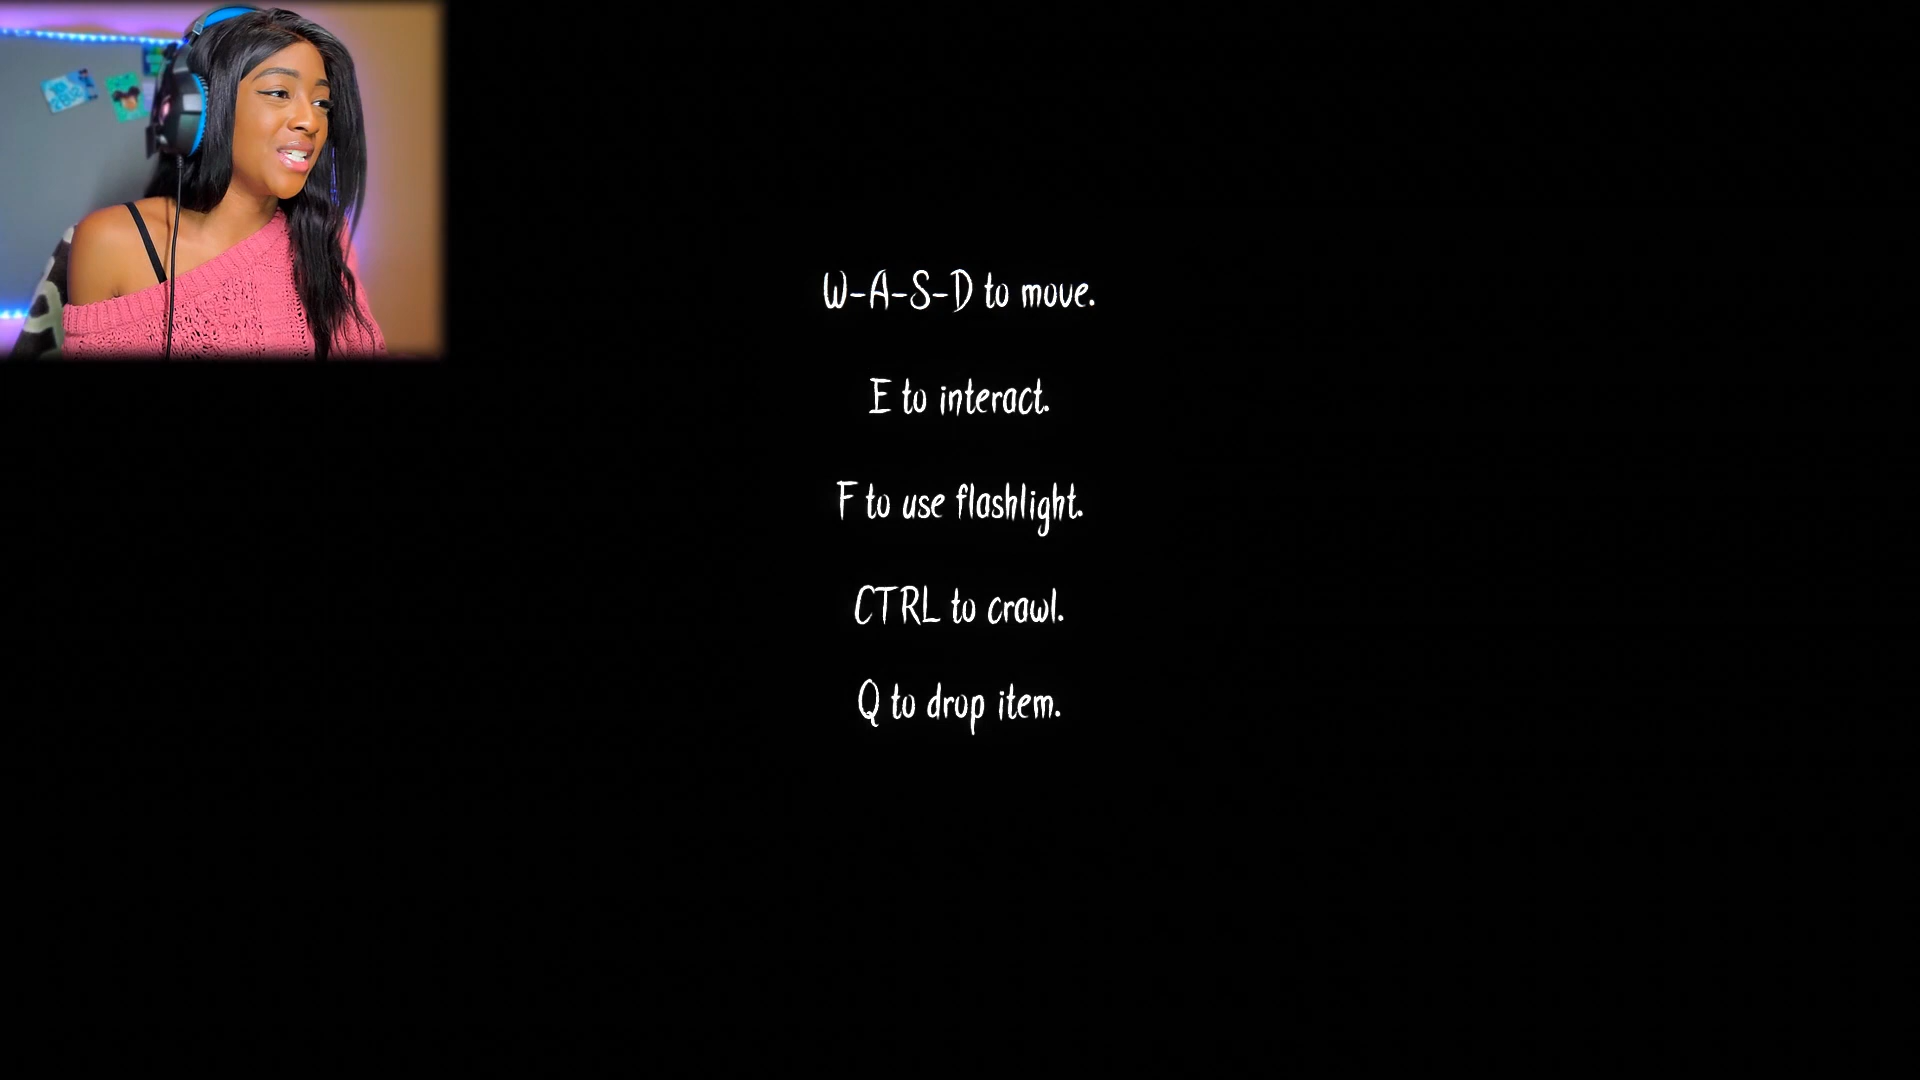 W-A-S-D to move.
E to interact.
F to use flashlight.
CTRL to crawl.
Q to drop item.